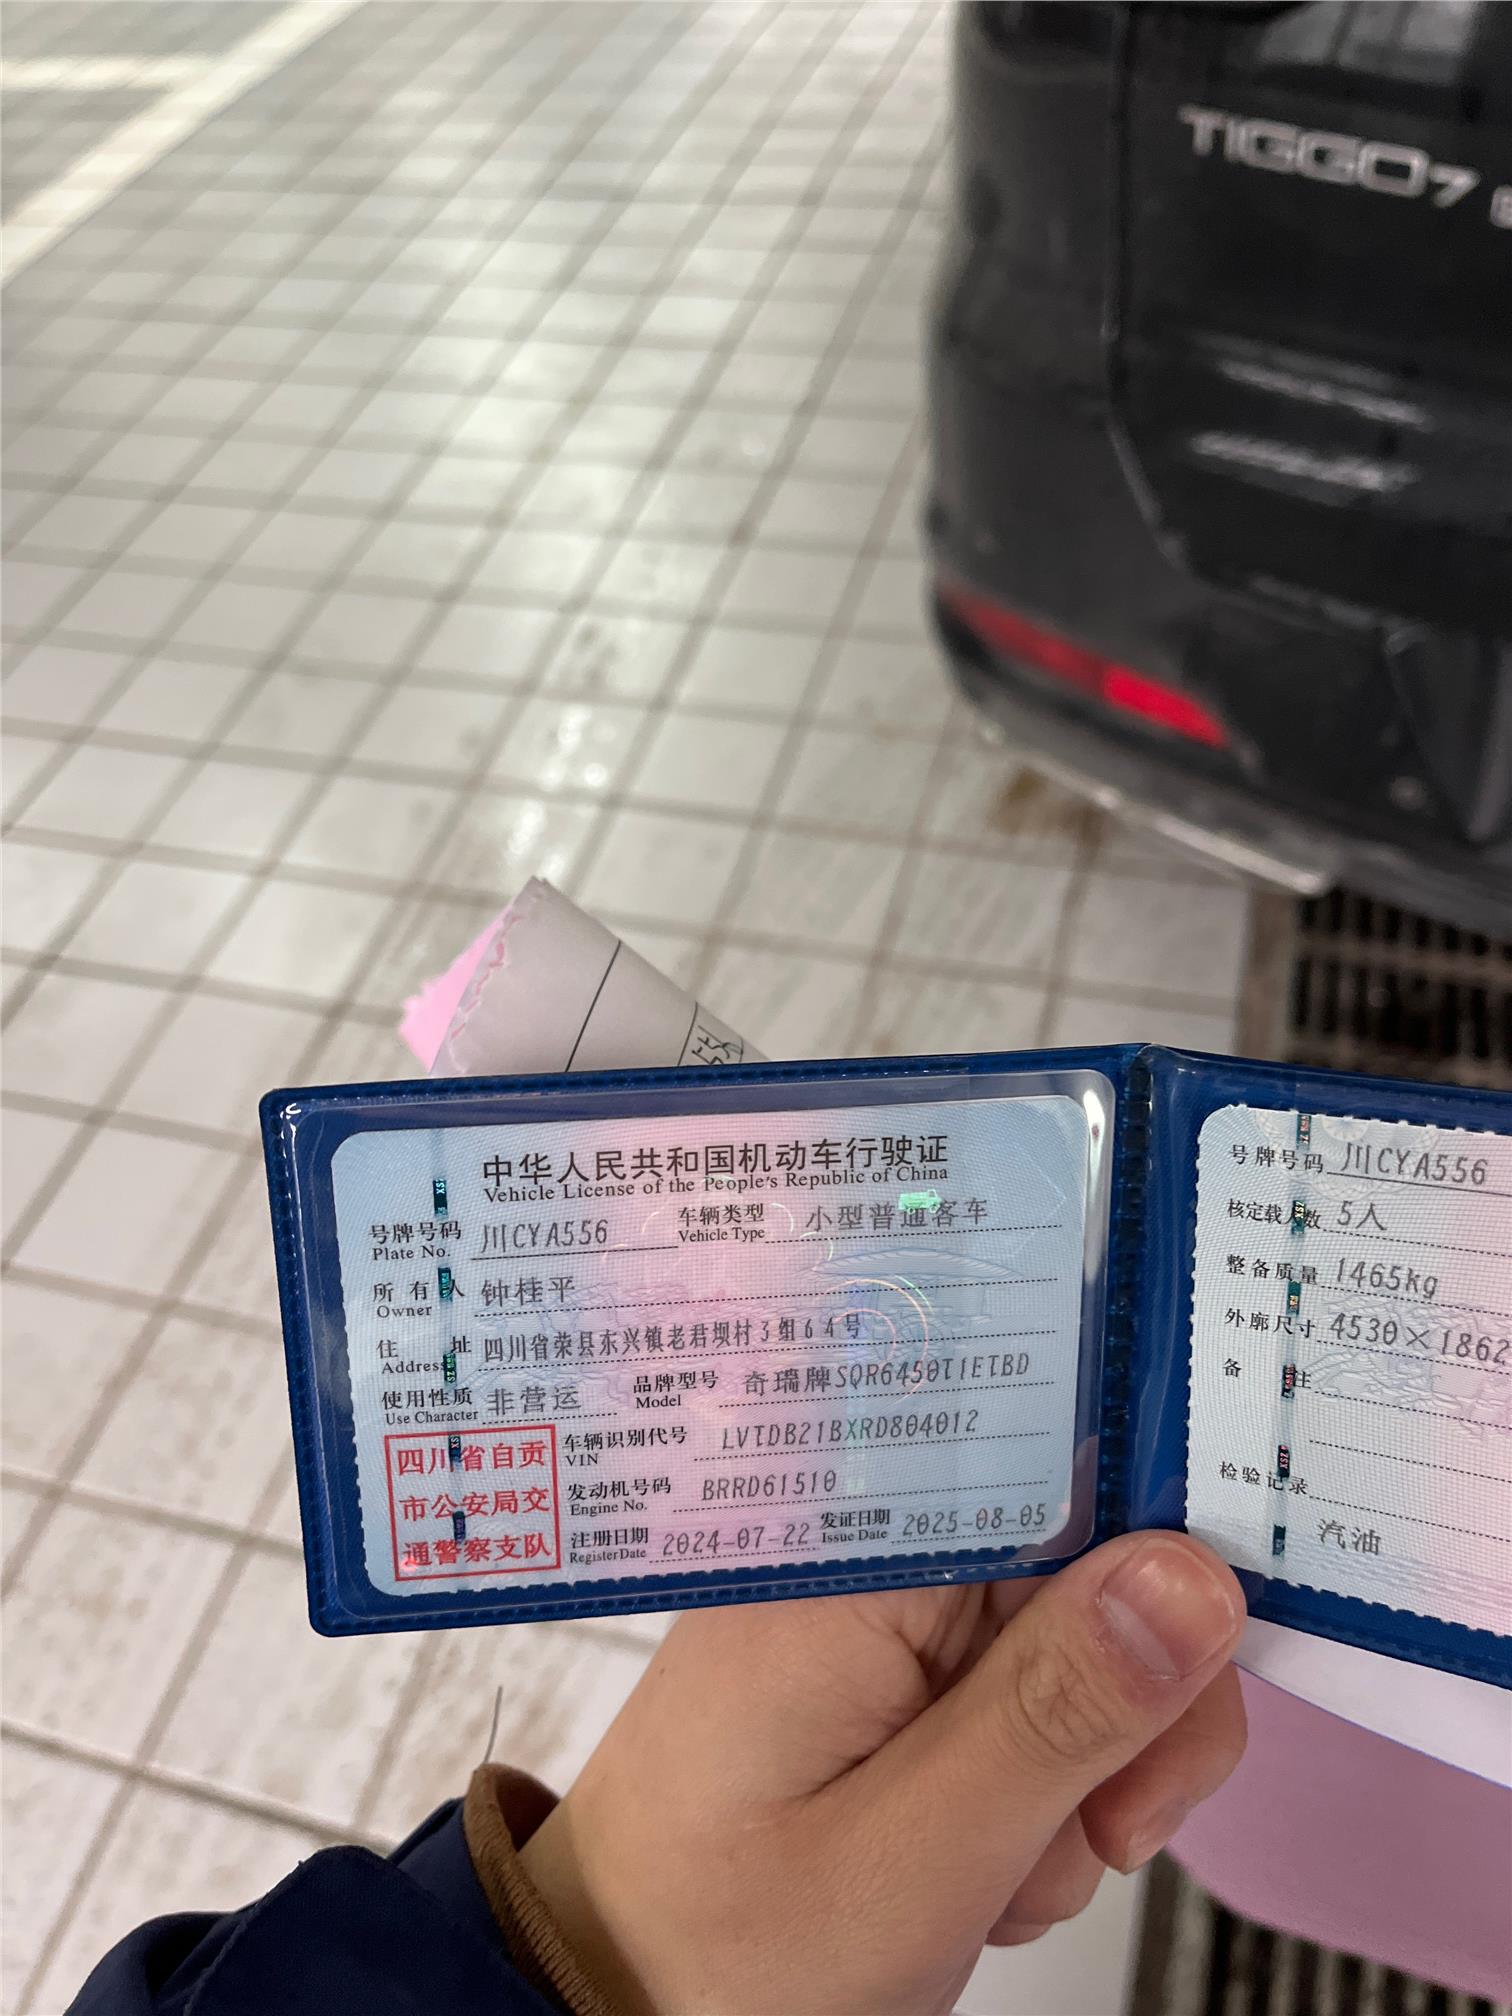 TIGGO7
中华人民共和国机动车行驶证
Vehicle License of the People's Republic of China
号牌号码 川CYA556 车辆类型 小型普通客车
Plate No. Vehicle Type
所有人 钟桂平
Owner
住址 四川省荣县东兴镇老君坝村3组64号
Address
使用性质 非营运 品牌型号 奇瑞牌SQR6450T1ETBD
Use Character Model
四川省自贡
市公安局交
通警察支队
车辆识别代号 LVTDB21BXRD804012
VIN
发动机号码 BRRD61510
Engine No.
注册日期 2024-07-22 发证日期 2025-08-05
Register Date Issue Date
号牌号码 川CYA556
核定载人数 5人
整备质量 1465kg
外廓尺寸 4530×1862
备注
检验记录
汽油